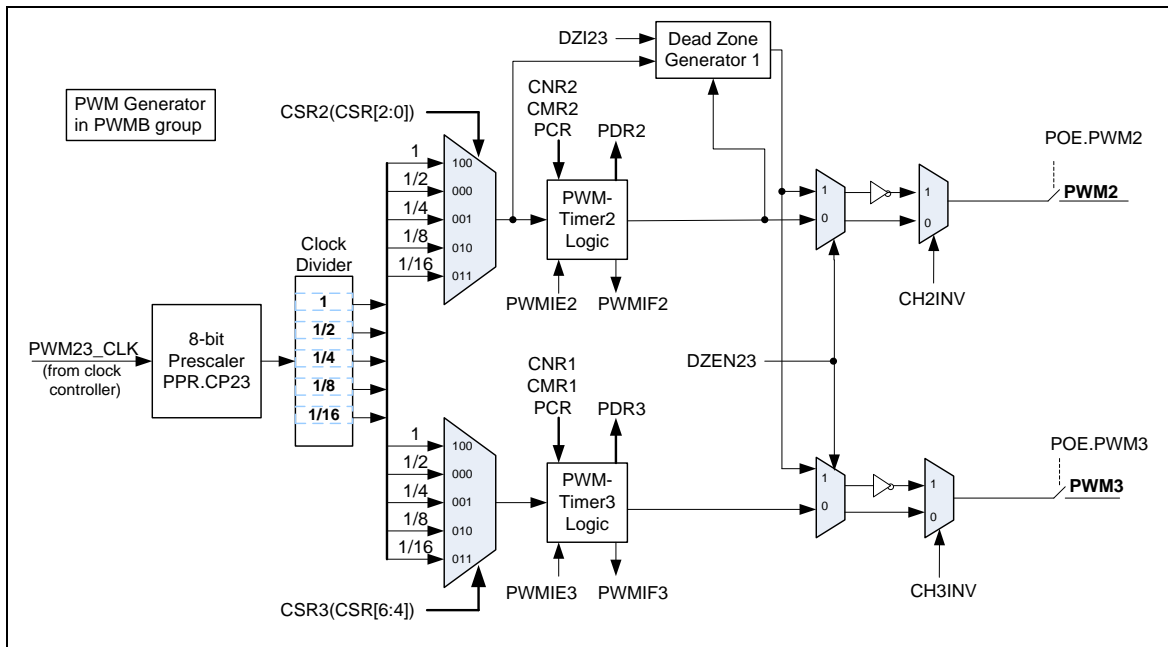 PWM Generator
in PWMB group
DZI23
Dead Zone
Generator 1
CSR2(CSR[2:0])
CNR2
CMR2
PCR
PDR2
POE.PWM2
1
1/2
1/4
1/8
1/16
100
000
001
010
011
PWM-
Timer2
Logic
1
0
1
0
PWM2
PWMIE2
PWMIF2
CH2INV
Clock
Divider
1
1/2
1/4
1/8
1/16
PWM23_CLK
(from clock
controller)
8-bit
Prescaler
PPR.CP23
DZEN23
CNR1
CMR1
PCR
PDR3
POE.PWM3
1
1/2
1/4
1/8
1/16
100
000
001
010
011
PWM-
Timer3
Logic
1
0
1
0
PWM3
PWMIE3
PWMIF3
CH3INV
CSR3(CSR[6:4])